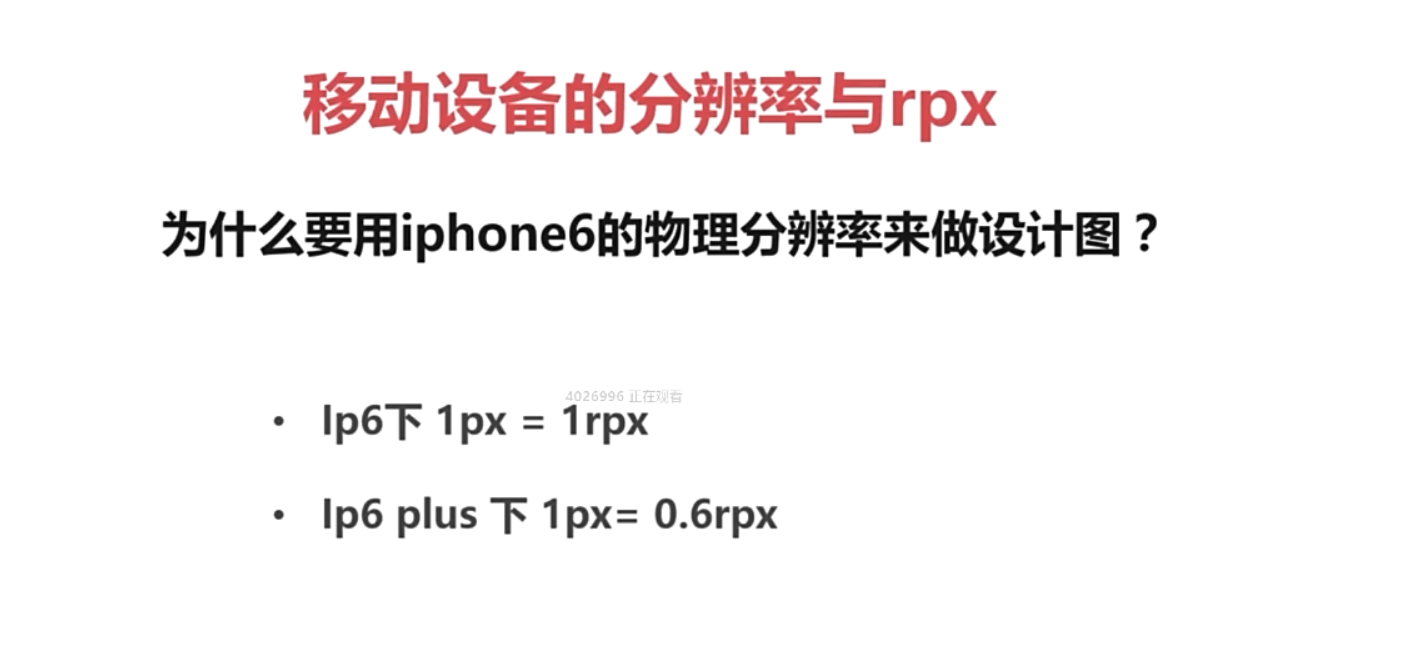 移动设备的分辨率与rpx
为什么要用iphone6的物理分辨率来做设计图？
4026996 正在观看
• Ip6下 1px = 1rpx
• Ip6 plus 下 1px= 0.6rpx